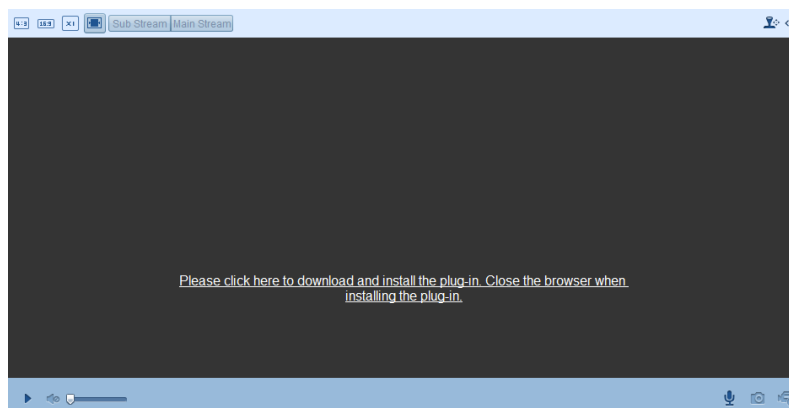 4:3 16:9 X1 Sub Stream Main Stream
Please click here to download and install the plug-in. Close the browser when
installing the plug-in.